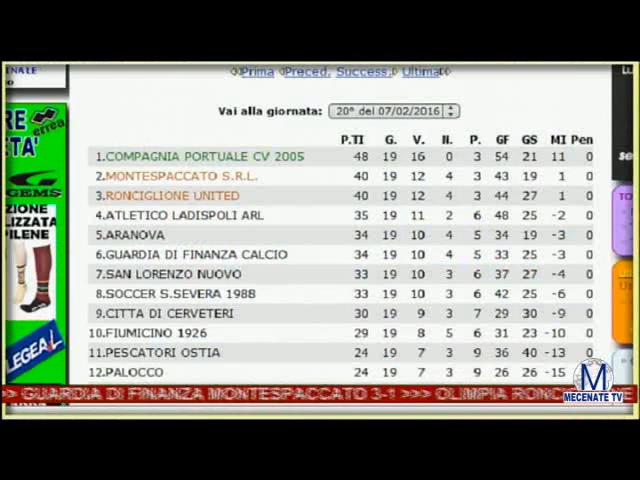 Prima Preced. Success. Ultima
Vai alla giornata: 20° del 07/02/2016
P.TI G. V. N. P. GF GS MI Pen
1.COMPAGNIA PORTUALE CV 2005 48 19 16 0 3 54 21 11 0
2.MONTESPACCATO S.R.L. 40 19 12 4 3 43 19 1 0
3.RONCIGLIONE UNITED 40 19 12 4 3 44 27 1 0
4.ATLETICO LADISPOLI ARL 35 19 11 2 6 48 25 -2 0
5.ARANOVA 34 19 10 4 5 34 19 -3 0
6.GUARDIA DI FINANZA CALCIO 34 19 10 4 5 33 25 -3 0
7.SAN LORENZO NUOVO 33 19 10 3 6 37 27 -4 0
8.SOCCER S.SEVERA 1988 33 19 10 3 6 42 25 -6 0
9.CITTA DI CERVETERI 30 19 9 3 7 29 30 -9 0
10.FIUMICINO 1926 29 19 8 5 6 31 23 -10 0
11.PESCATORI OSTIA 24 19 7 3 9 36 40 -13 0
12.PALOCCO 24 19 7 3 9 26 26 -15 0
errea
GEMS
LEGEA
>> GUARDIA DI FINANZA MONTESPACCATO 3-1 >>> OLIMPIA RONC
M
MECENATE TV